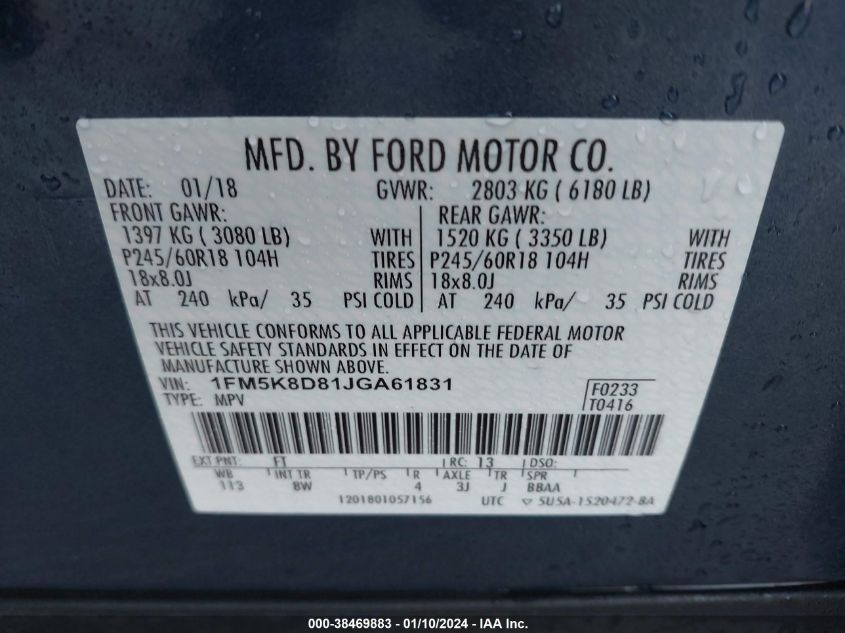 MFD. BY FORD MOTOR CO.
DATE: 01/18 GVWR: 2803 KG ( 6180 LB)
FRONT GAWR: REAR GAWR:
1397 KG ( 3080 LB) WITH 1520 KG ( 3350 LB) WITH
P245/60R18 104H TIRES P245/60R18 104H TIRES
18x8.0J RIMS 18x8.0J RIMS
AT 240 kPa/ 35 PSI COLD AT 240 kPa/ 35 PSI COLD
THIS VEHICLE CONFORMS TO ALL APPLICABLE FEDERAL MOTOR
VEHICLE SAFETY STANDARDS IN EFFECT ON THE DATE OF
MANUFACTURE SHOWN ABOVE.
VIN: 1FM5K8D81JGA61831 F0233
TYPE: MPV T0416
EXT PNT: FT RC: 13 DSO:
WB INT TR TP/PS R AXLE TR SPR
113 8W 4 3J J BBAA
1201801057156 UTC 5U5A-1520472-BA
000-38469883 - 01/10/2024 - IAA Inc.